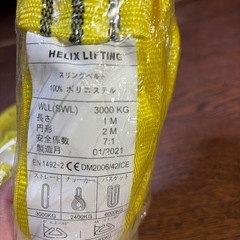 HELIX LIFTING
スリングベルト
100% ポリエステル
WLL(SWL) 3000 KG
長さ 1 M
円形 2 M
安全係数 7:1
製造月 01/2021
EN 1492-2 CE DM2006/42/CE
ストレート チョーカー バスケット
3000KG 2400KG 6000KG